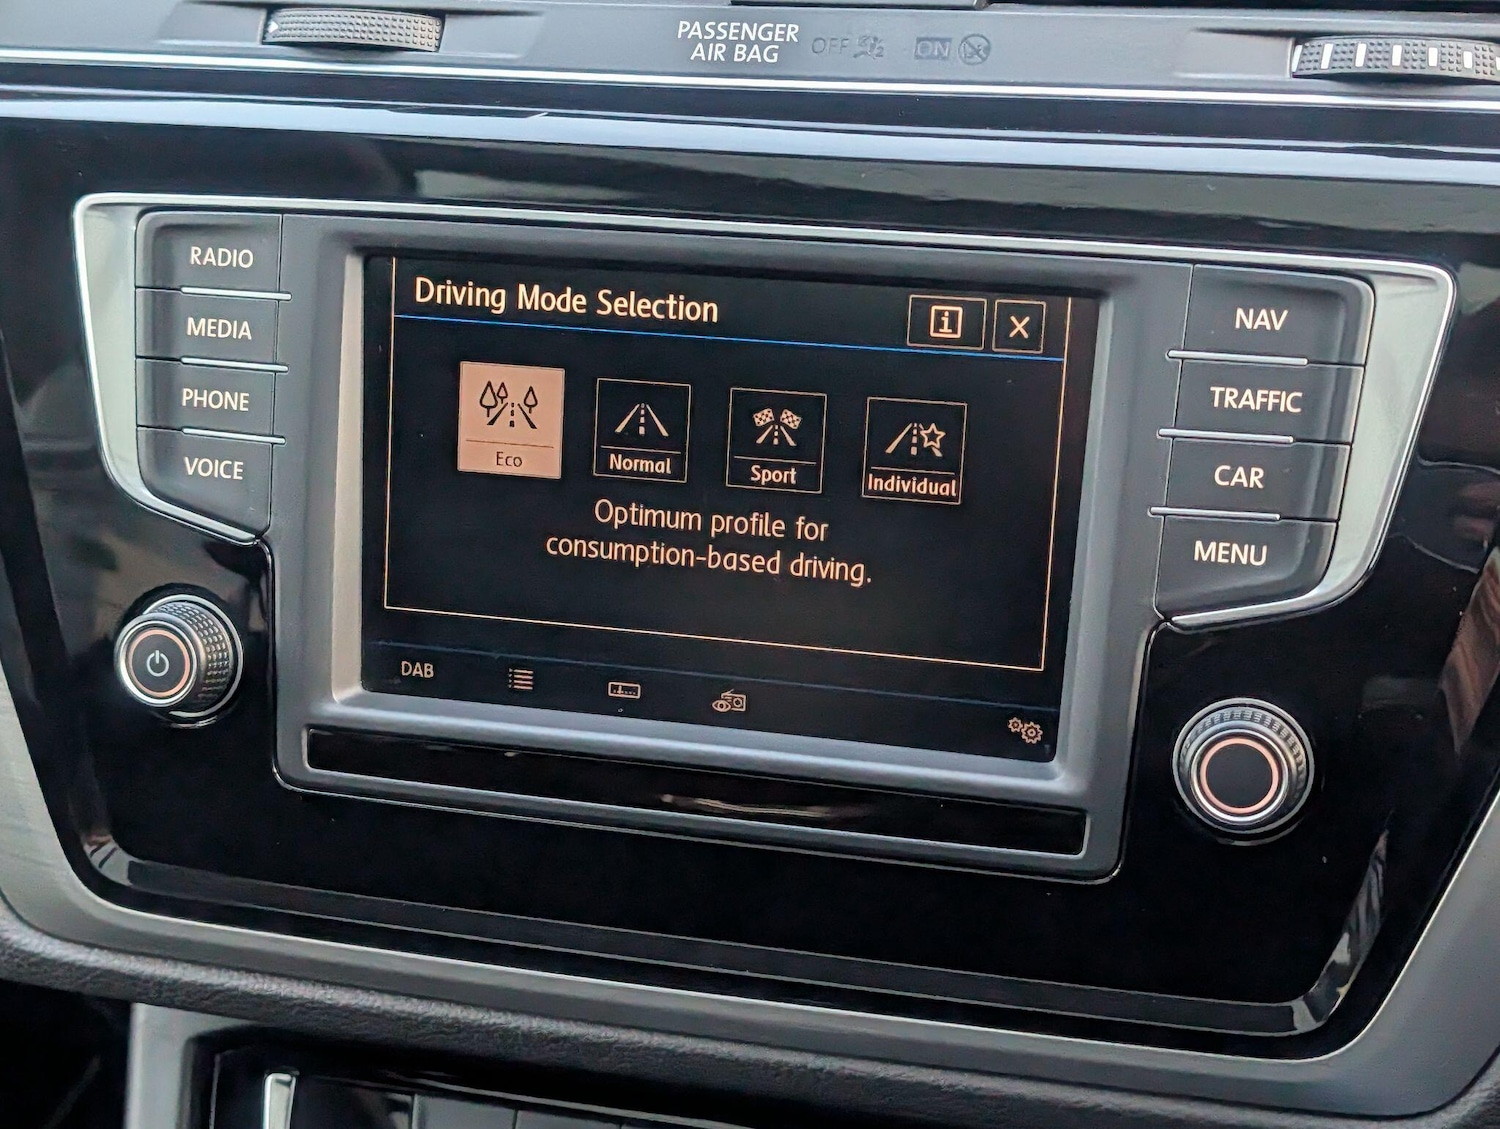 PASSENGER
AIR BAG
OFF
ON
RADIO
MEDIA
PHONE
VOICE
Driving Mode Selection
i
X
Eco
Normal
Sport
Individual
Optimum profile for
consumption-based driving.
DAB
NAV
TRAFFIC
CAR
MENU